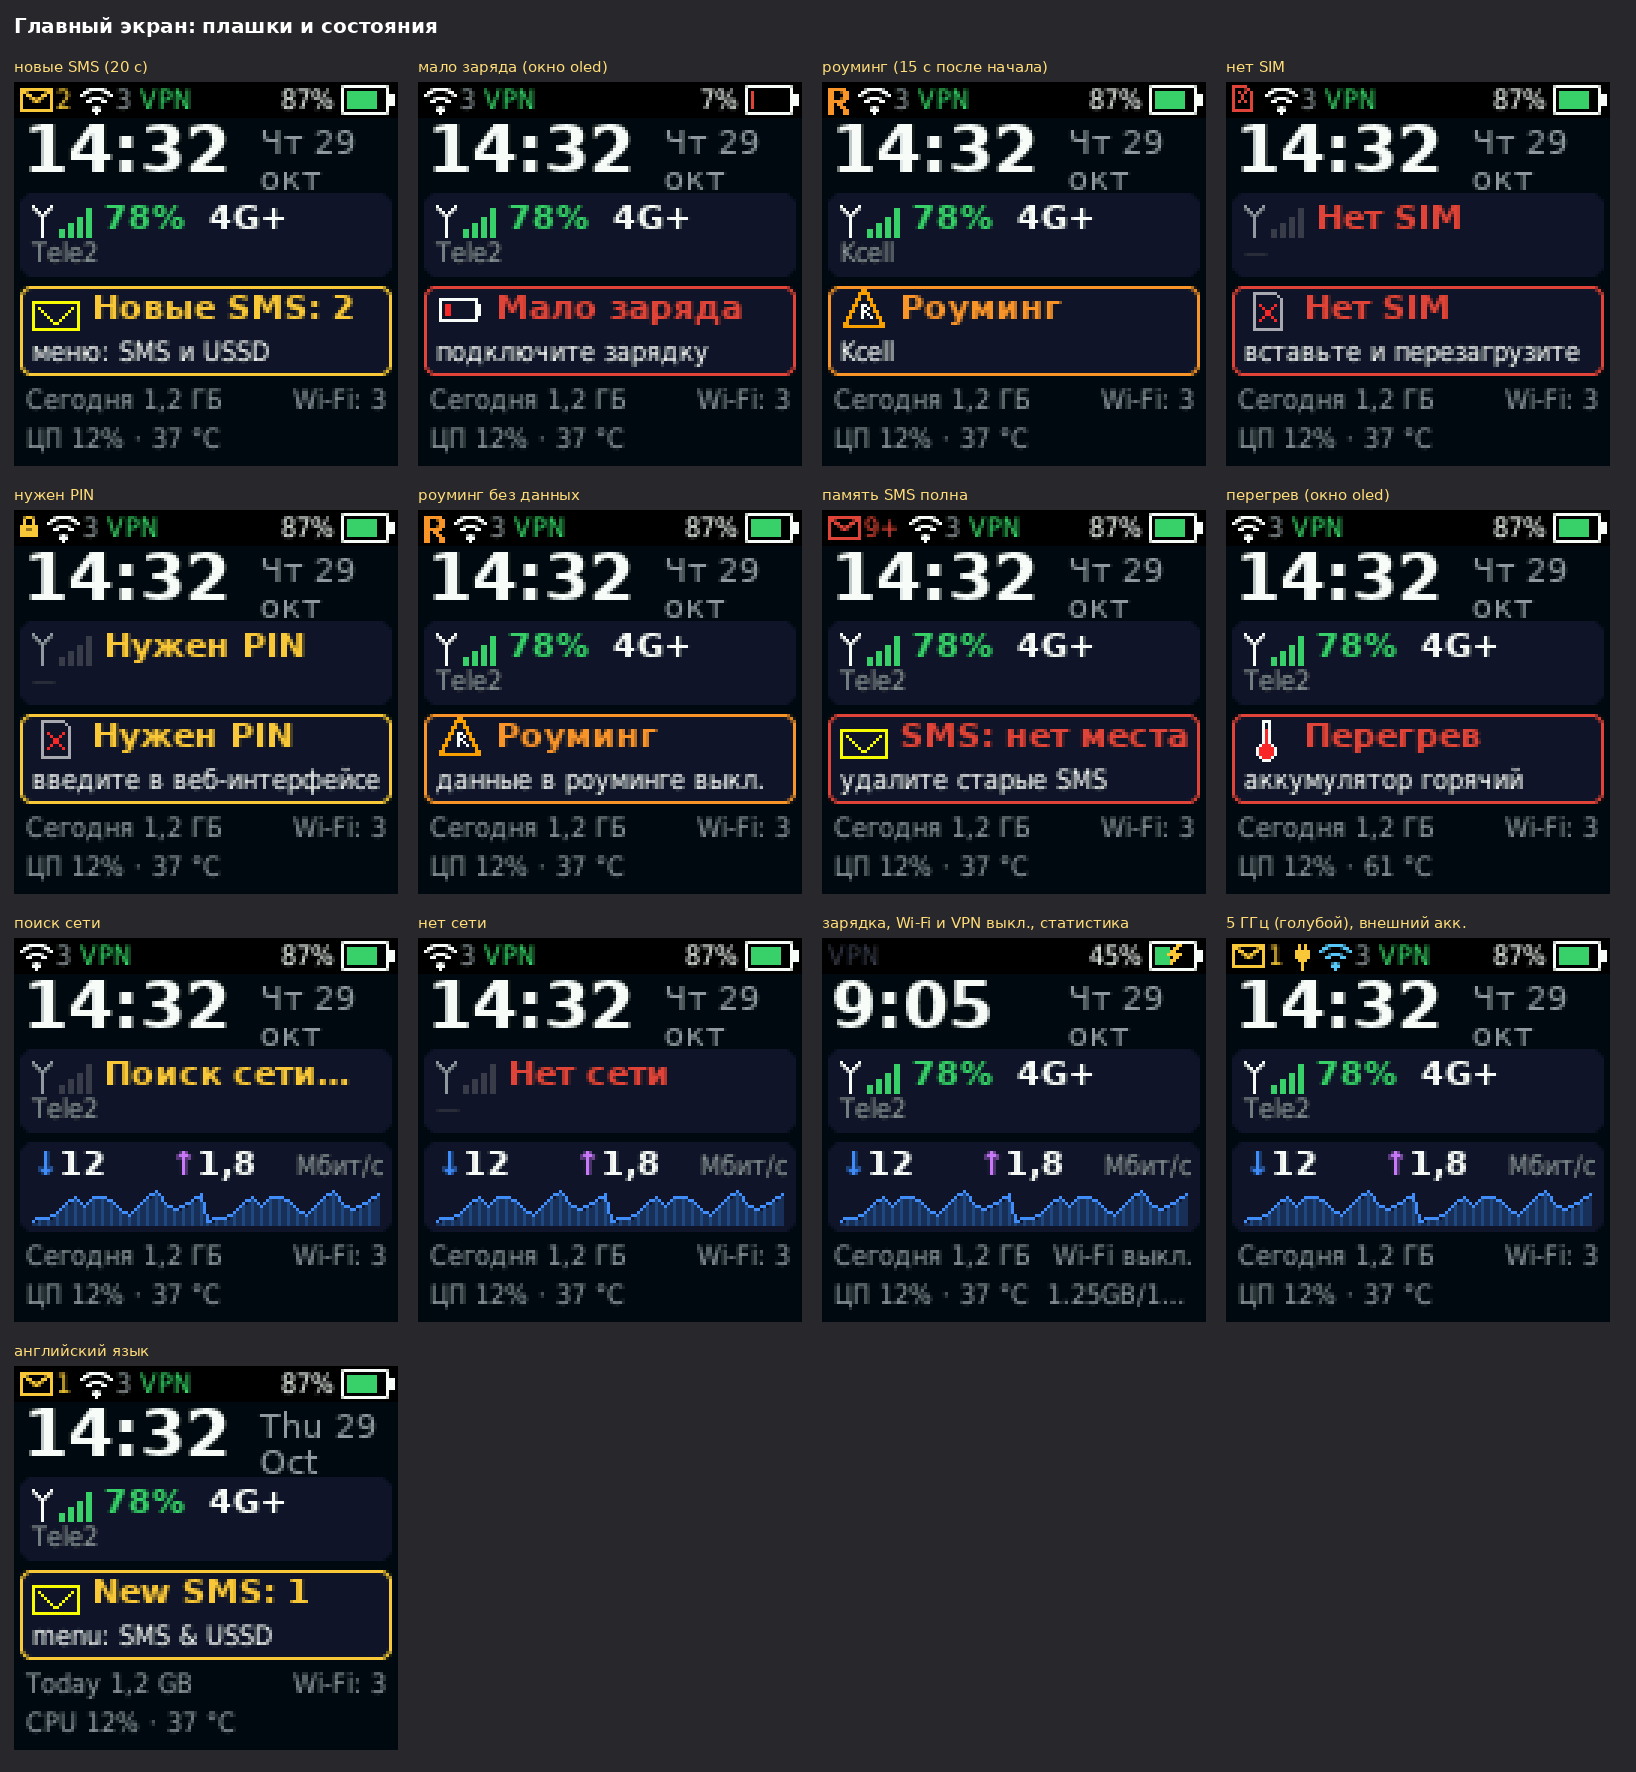 Главный экран: плашки и состояния
новые SMS (20 с)
2 3 VPN 87%
14:32 Чт 29
окт
78% 4G+
Tele2
Новые SMS: 2
меню: SMS и USSD
Сегодня 1,2 ГБ Wi-Fi: 3
ЦП 12% · 37 °C
мало заряда (окно oled)
3 VPN 7%
14:32 Чт 29
окт
78% 4G+
Tele2
Мало заряда
подключите зарядку
Сегодня 1,2 ГБ Wi-Fi: 3
ЦП 12% · 37 °C
роуминг (15 с после начала)
R 3 VPN 87%
14:32 Чт 29
окт
78% 4G+
Kcell
R Роуминг
Kcell
Сегодня 1,2 ГБ Wi-Fi: 3
ЦП 12% · 37 °C
нет SIM
3 VPN 87%
14:32 Чт 29
окт
Нет SIM
—
Нет SIM
вставьте и перезагрузите
Сегодня 1,2 ГБ Wi-Fi: 3
ЦП 12% · 37 °C
нужен PIN
3 VPN 87%
14:32 Чт 29
окт
Нужен PIN
—
Нужен PIN
введите в веб-интерфейсе
Сегодня 1,2 ГБ Wi-Fi: 3
ЦП 12% · 37 °C
роуминг без данных
R 3 VPN 87%
14:32 Чт 29
окт
78% 4G+
Tele2
R Роуминг
данные в роуминге выкл.
Сегодня 1,2 ГБ Wi-Fi: 3
ЦП 12% · 37 °C
память SMS полна
9+ 3 VPN 87%
14:32 Чт 29
окт
78% 4G+
Tele2
SMS: нет места
удалите старые SMS
Сегодня 1,2 ГБ Wi-Fi: 3
ЦП 12% · 37 °C
перегрев (окно oled)
3 VPN 87%
14:32 Чт 29
окт
78% 4G+
Tele2
Перегрев
аккумулятор горячий
Сегодня 1,2 ГБ Wi-Fi: 3
ЦП 12% · 61 °C
поиск сети
3 VPN 87%
14:32 Чт 29
окт
Поиск сети...
Tele2
↓12 ↑1,8 Мбит/с
Сегодня 1,2 ГБ Wi-Fi: 3
ЦП 12% · 37 °C
нет сети
3 VPN 87%
14:32 Чт 29
окт
Нет сети
—
↓12 ↑1,8 Мбит/с
Сегодня 1,2 ГБ Wi-Fi: 3
ЦП 12% · 37 °C
зарядка, Wi-Fi и VPN выкл., статистика
VPN 45%
9:05 Чт 29
окт
78% 4G+
Tele2
↓12 ↑1,8 Мбит/с
Сегодня 1,2 ГБ Wi-Fi выкл.
ЦП 12% · 37 °C 1.25GB/1...
5 ГГц (голубой), внешний акк.
1 3 VPN 87%
14:32 Чт 29
окт
78% 4G+
Tele2
↓12 ↑1,8 Мбит/с
Сегодня 1,2 ГБ Wi-Fi: 3
ЦП 12% · 37 °C
английский язык
1 3 VPN 87%
14:32 Thu 29
Oct
78% 4G+
Tele2
New SMS: 1
menu: SMS & USSD
Today 1,2 GB Wi-Fi: 3
CPU 12% · 37 °C